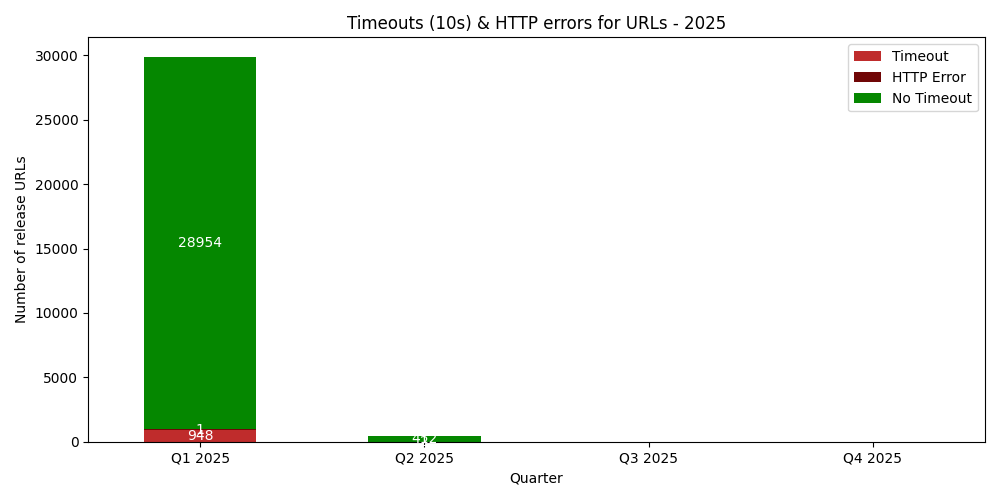 Timeouts (10s) & HTTP errors for URLs - 2025
Timeout
HTTP Error
No Timeout
Number of release URLs
30000
25000
20000
15000
10000
5000
0
28954
1
948
Q1 2025
Q2 2025
Q3 2025
Q4 2025
Quarter